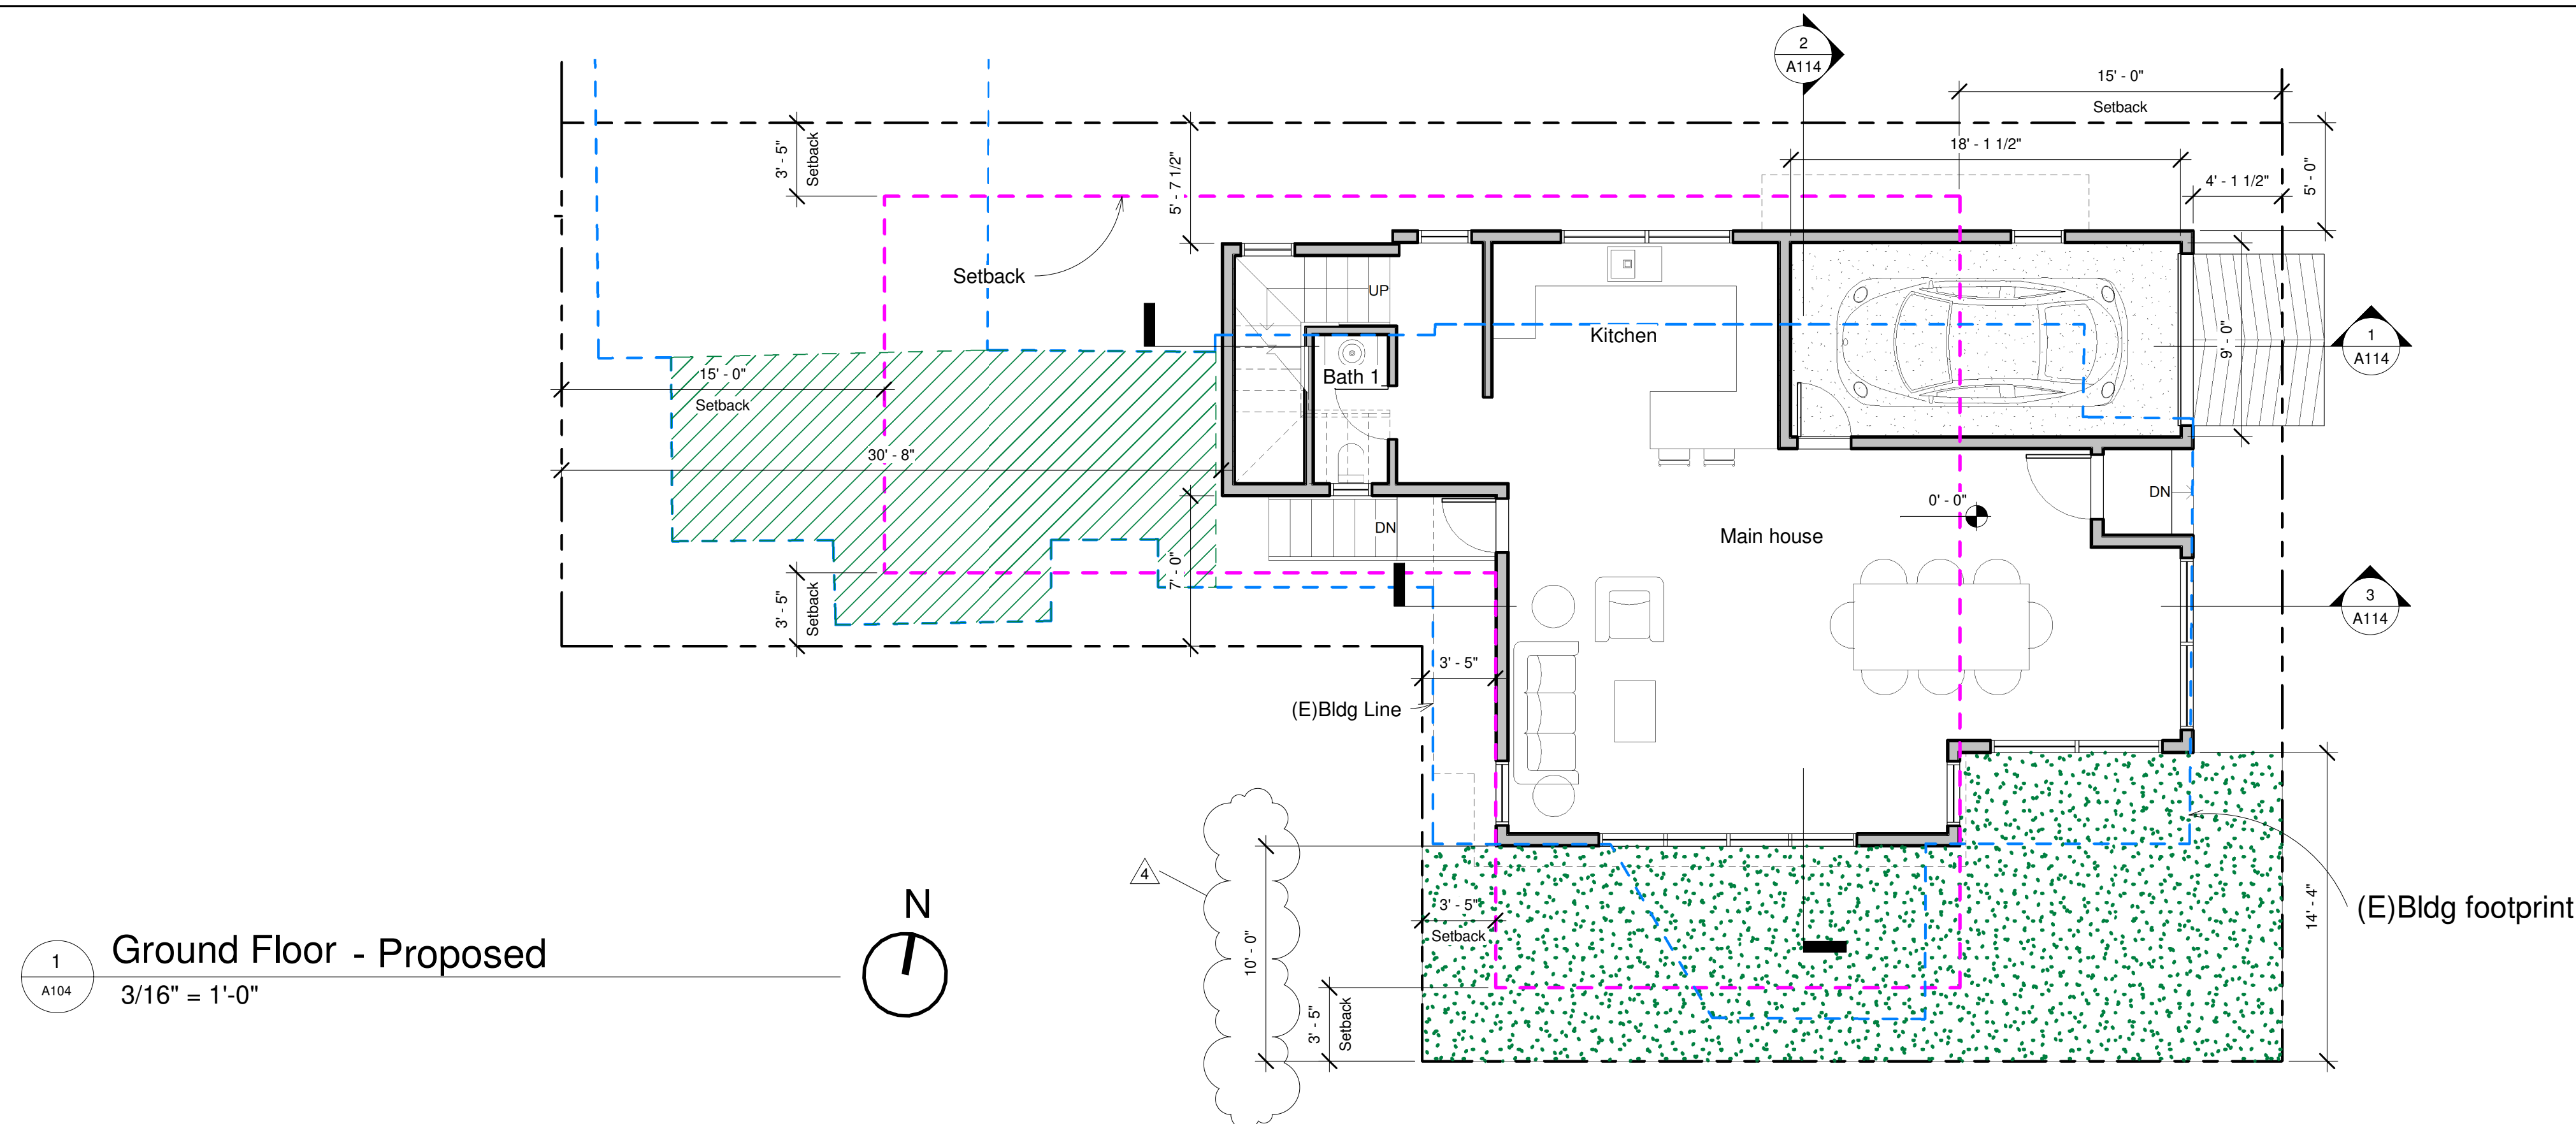 2
A114
15' - 0"
Setback
3' - 5"
Setback
5' - 7 1/2"
18' - 1 1/2"
4' - 1 1/2"
5' - 0"
Setback
UP
Kitchen
9' - 0"
1
A114
15' - 0"
Setback
Bath 1
30' - 8"
DN
0' - 0"
DN
Main house
7' - 0"
3' - 5"
Setback
3
A114
3' - 5"
(E)Bldg Line
4
3' - 5"
Setback
10' - 0"
14' - 4"
(E)Bldg footprint
3' - 5"
Setback
N
1
A104
Ground Floor - Proposed
3/16" = 1'-0"